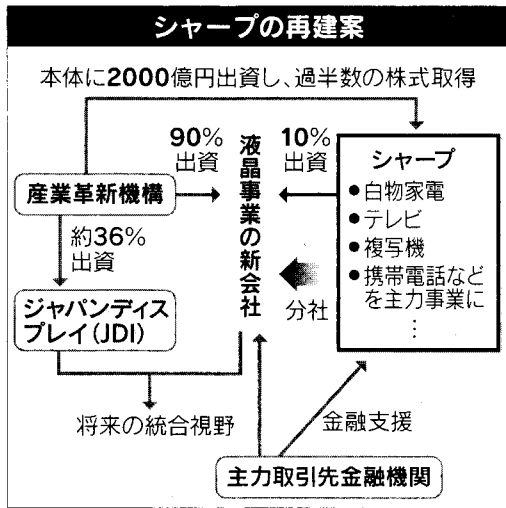 シャープの再建案
本体に2000億円出資し、過半数の株式取得
90%
出資
液晶事業の新会社
10%
出資
産業革新機構
約36%
出資
ジャパンディス
プレイ(JDI)
シャープ
●白物家電
●テレビ
●複写機
●携帯電話など
を主力事業に
⋮
分社
将来の統合視野
金融支援
主力取引先金融機関